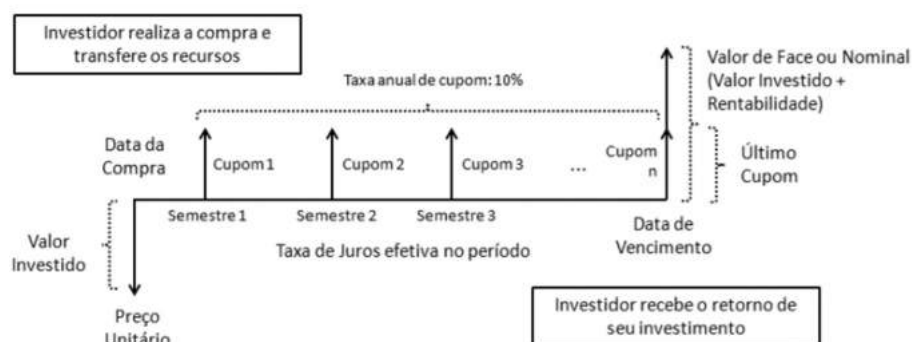 Investidor realiza a compra e
transfere os recursos
Taxa anual de cupom: 10%
Valor de Face ou Nominal
(Valor Investido +
Rentabilidade)
Data da
Compra
Cupom 1
Cupom 2
Cupom 3
...
Cupom
n
Último
Cupom
Semestre 1
Semestre 2
Semestre 3
Data de
Vencimento
Valor
Investido
Taxa de Juros efetiva no período
Preço
Unitário
Investidor recebe o retorno de
seu investimento